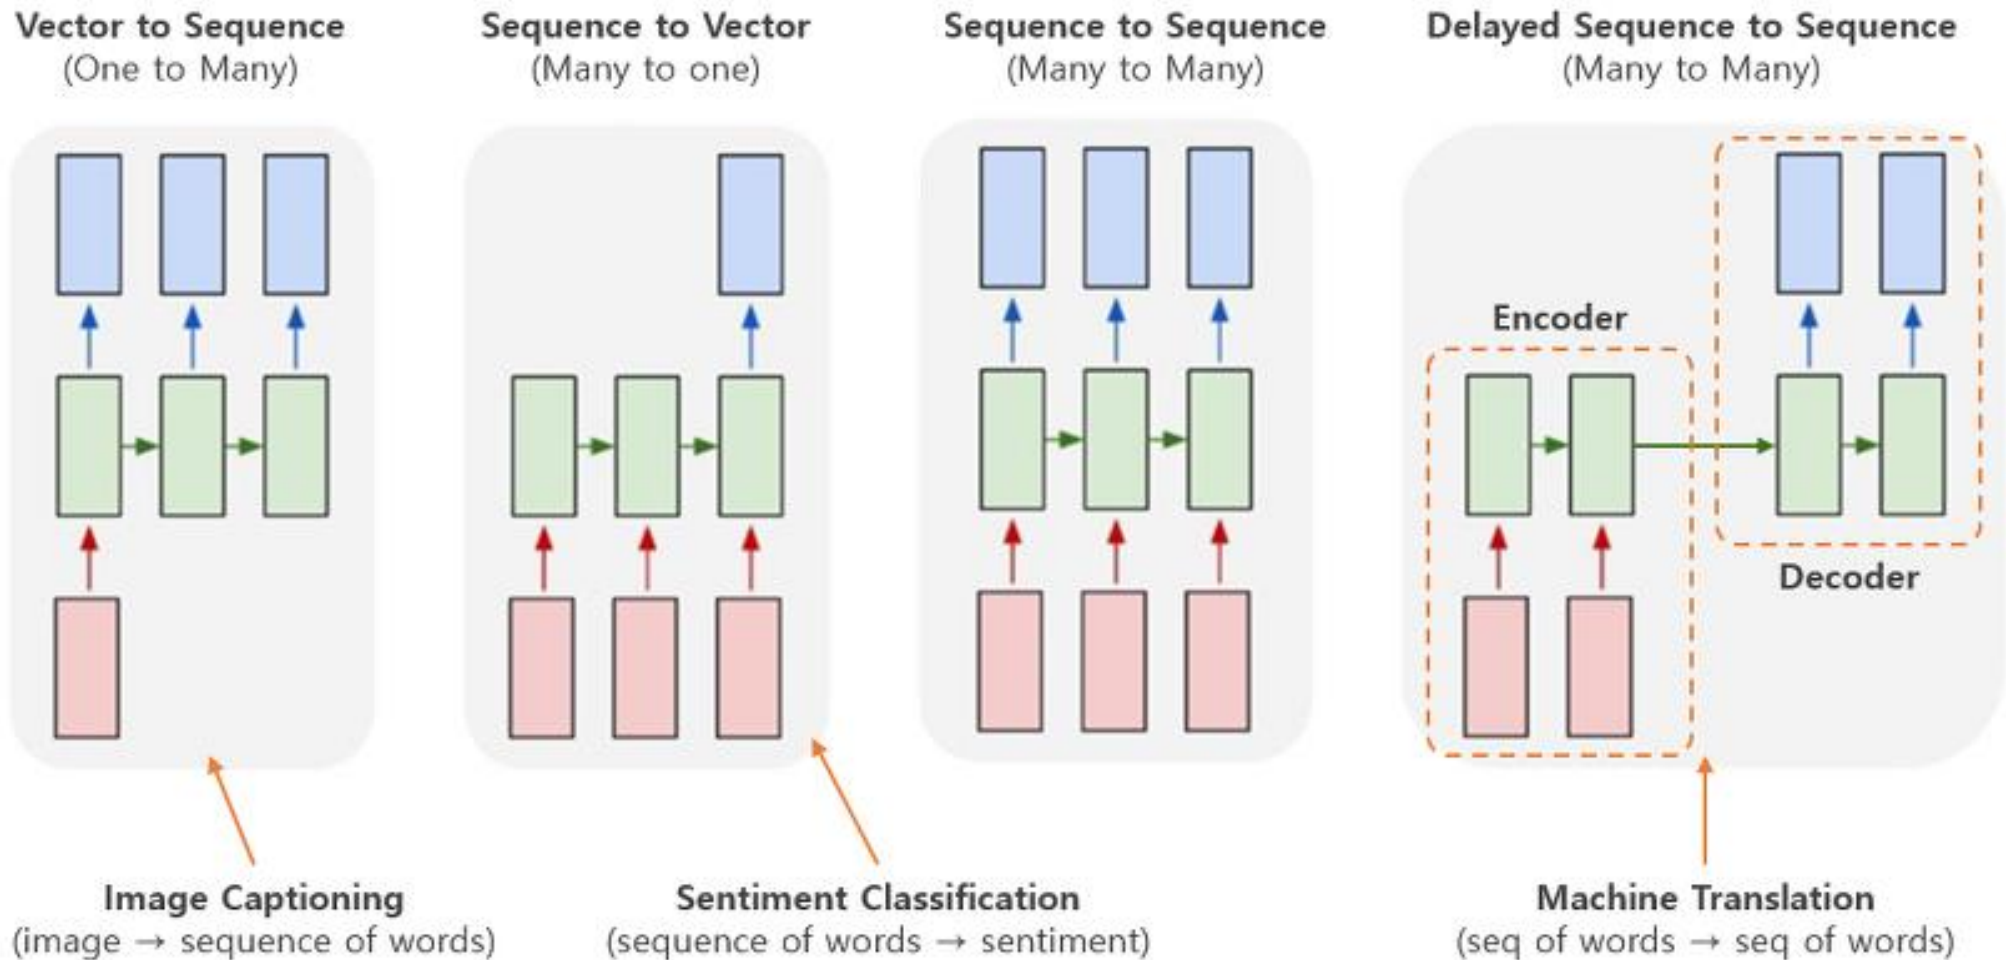 Vector to Sequence
(One to Many)
Sequence to Vector
(Many to one)
Sequence to Sequence
(Many to Many)
Delayed Sequence to Sequence
(Many to Many)
Encoder
Decoder
Image Captioning
(image → sequence of words)
Sentiment Classification
(sequence of words → sentiment)
Machine Translation
(seq of words → seq of words)